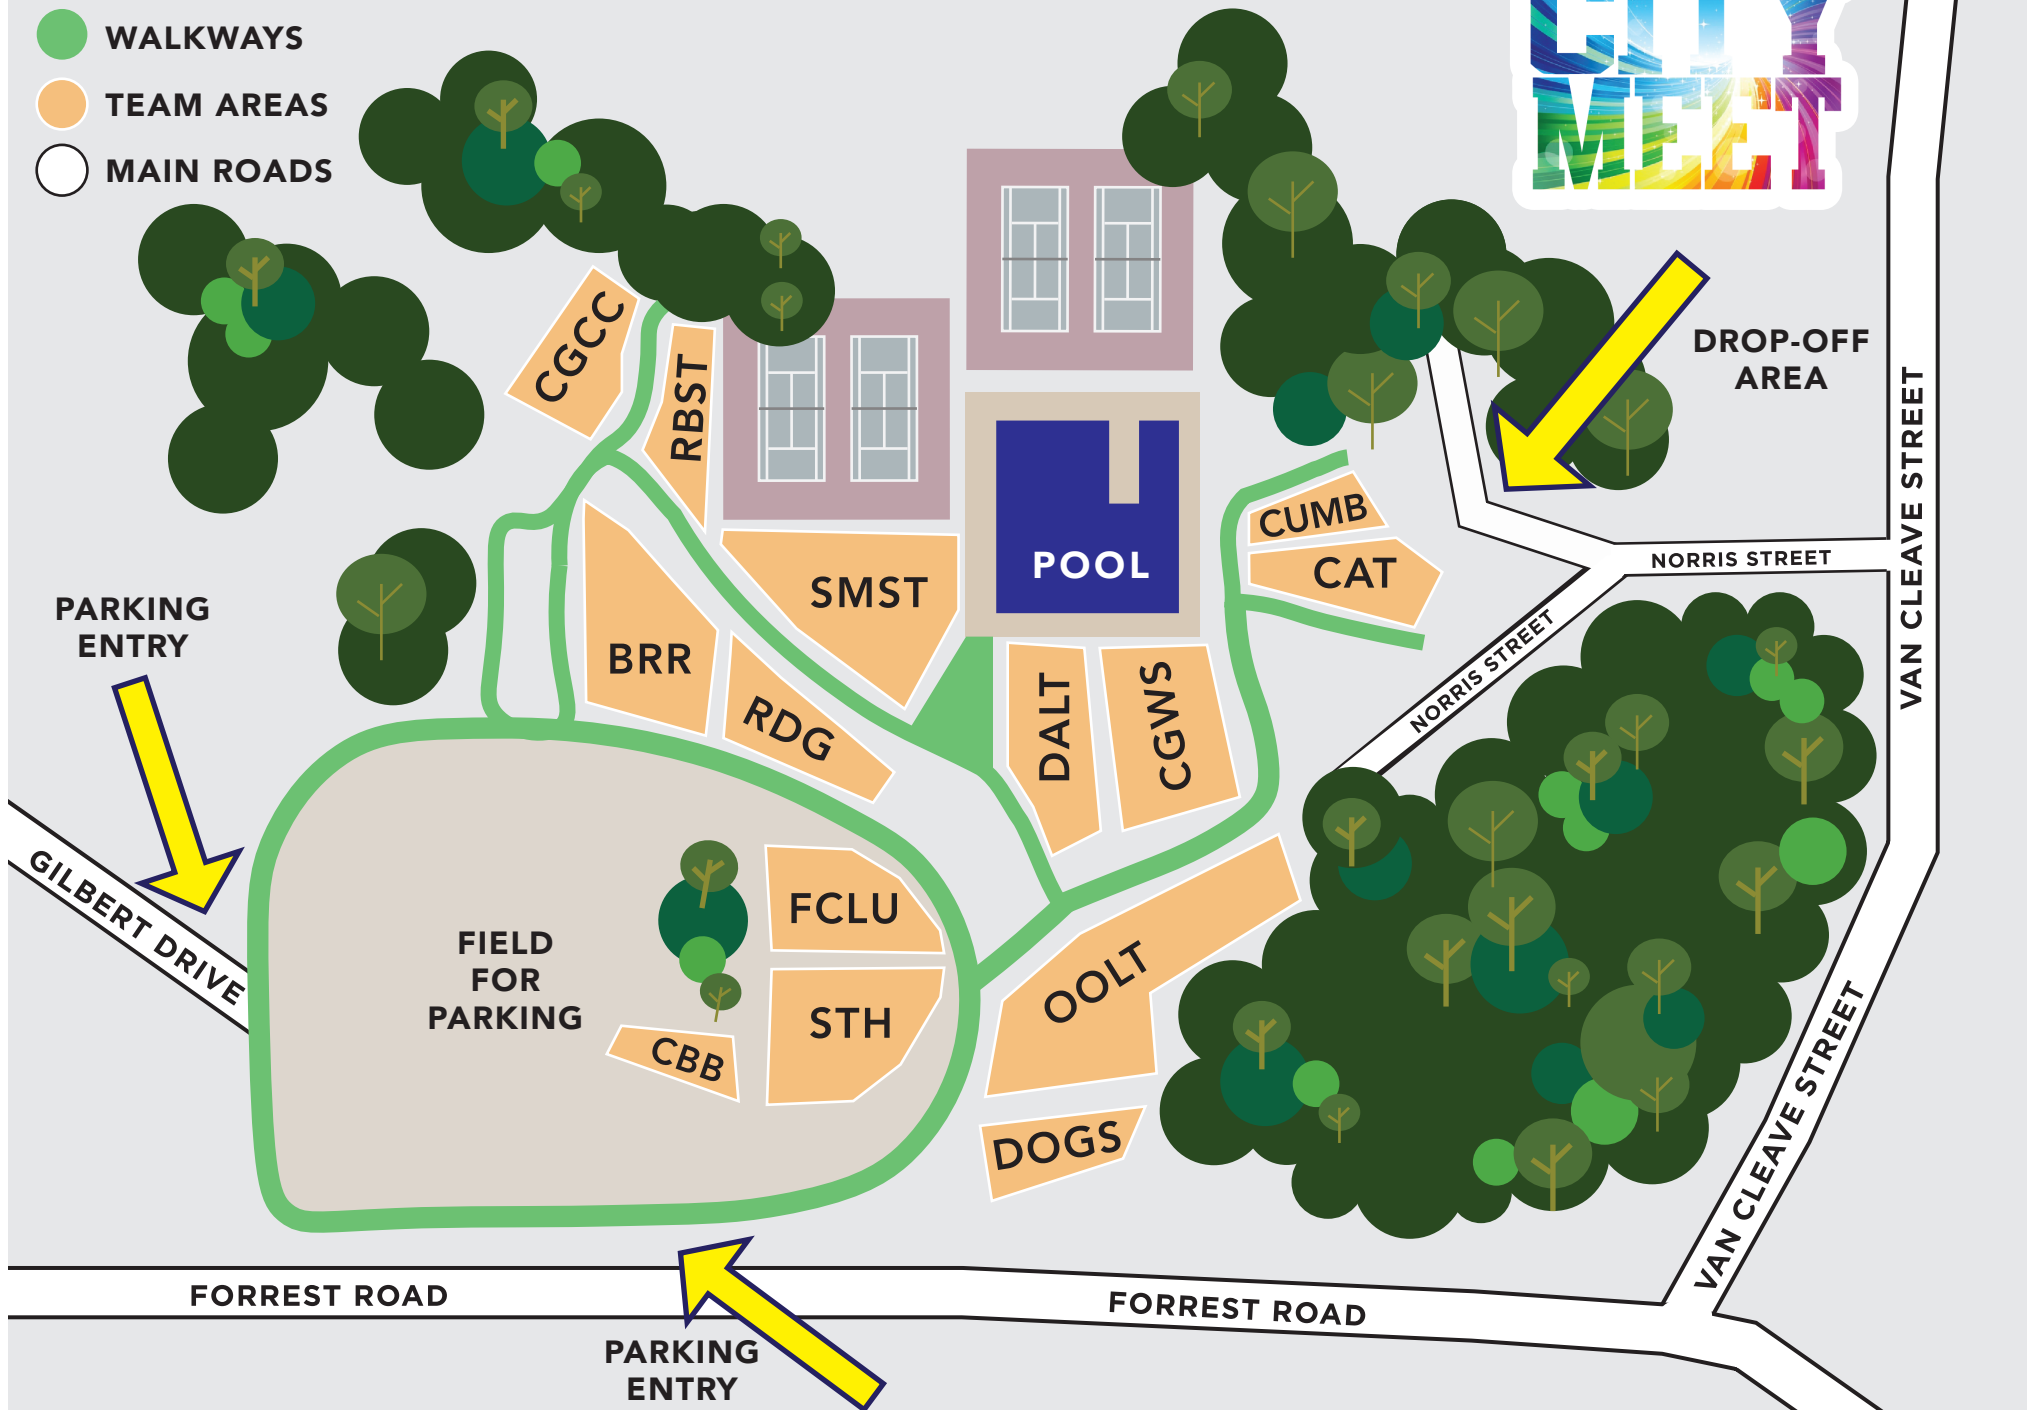 WALKWAYS
TEAM AREAS
MAIN ROADS
CITY
MEET
DROP-OFF
AREA
CGCC
RBST
POOL
CUMB
CAT
SMST
NORRIS STREET
NORRIS STREET
VAN CLEAVE STREET
PARKING
ENTRY
BRR
RDG
DALT
CGWS
GILBERT DRIVE
FIELD
FOR
PARKING
FCLU
STH
CBB
OOLT
DOGS
VAN CLEAVE STREET
FORREST ROAD
FORREST ROAD
PARKING
ENTRY